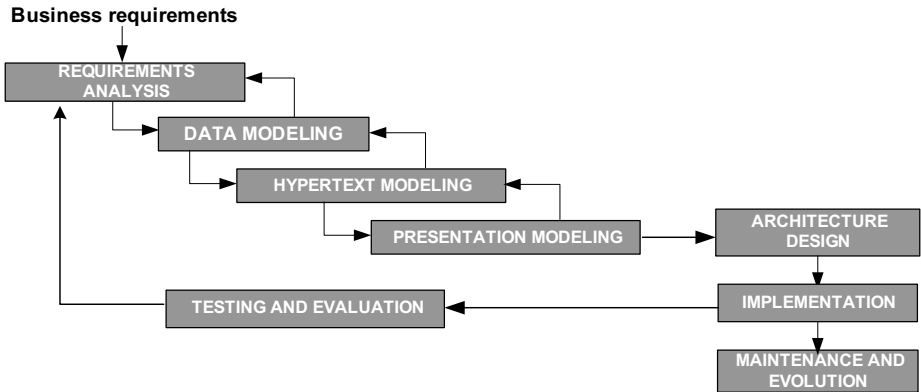 Business requirements
REQUIREMENTS
ANALYSIS
DATA MODELING
HYPERTEXT MODELING
PRESENTATION MODELING
ARCHITECTURE
DESIGN
TESTING AND EVALUATION
IMPLEMENTATION
MAINTENANCE AND
EVOLUTION